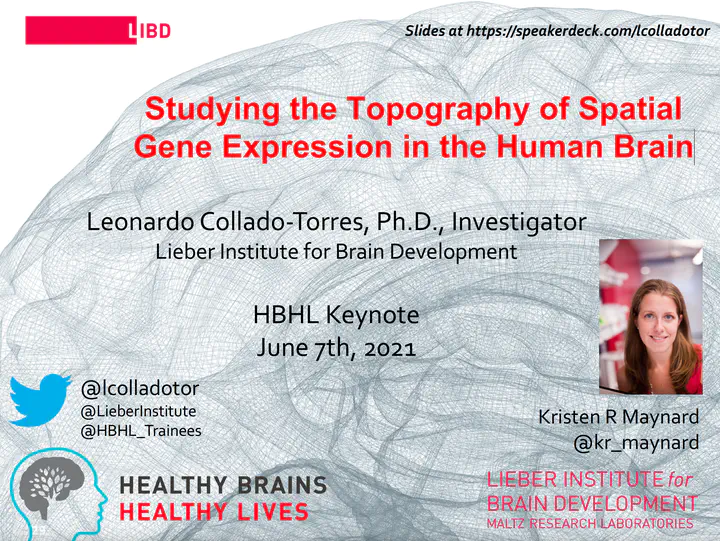 LIBD
Slides at https://speakerdeck.com/lcolladotor
Studying the Topography of Spatial
Gene Expression in the Human Brain
Leonardo Collado-Torres, Ph.D., Investigator
Lieber Institute for Brain Development
HBHL Keynote
June 7th, 2021
@lcolladotor
@LieberInstitute
@HBHL_Trainees
Kristen R Maynard
@kr_maynard
HEALTHY BRAINS
HEALTHY LIVES
LIEBER INSTITUTE for
BRAIN DEVELOPMENT
MALTZ RESEARCH LABORATORIES